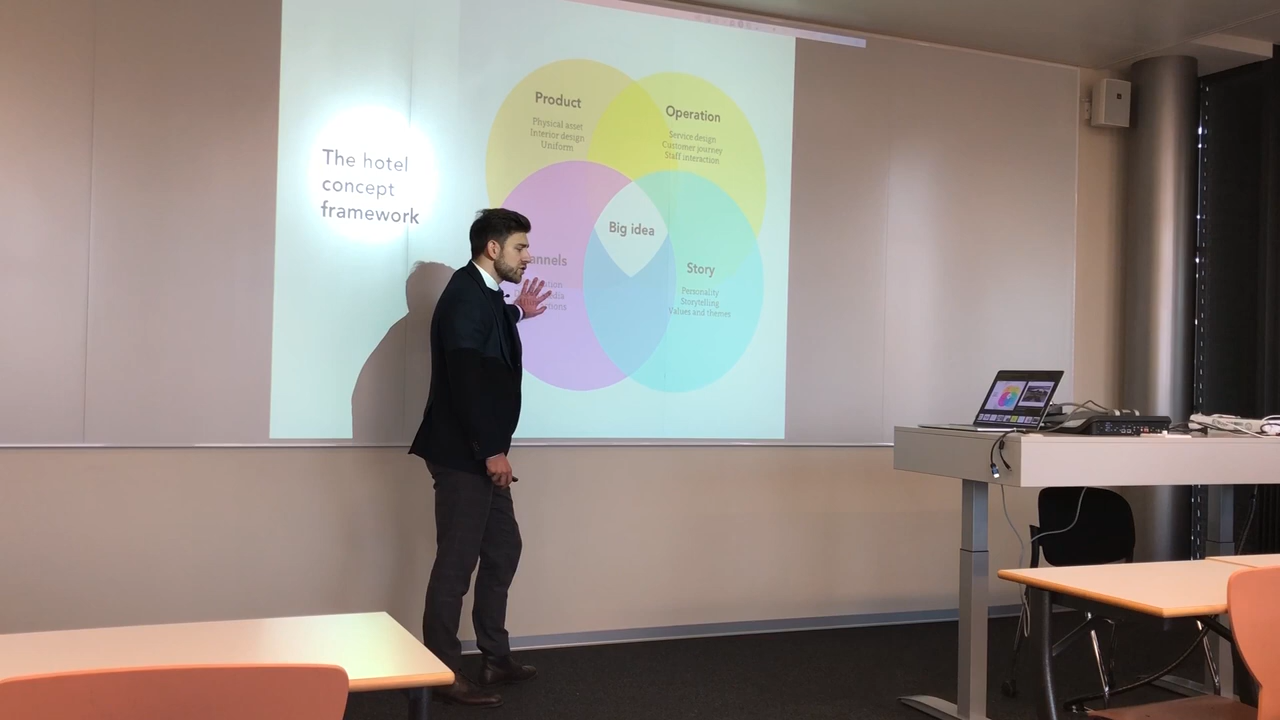 The hotel
concept
framework
Product
Physical asset
Interior design
Uniform
Operation
Service design
Customer journey
Staff interaction
Big idea
annels
Story
Personality
Storytelling
Values and themes